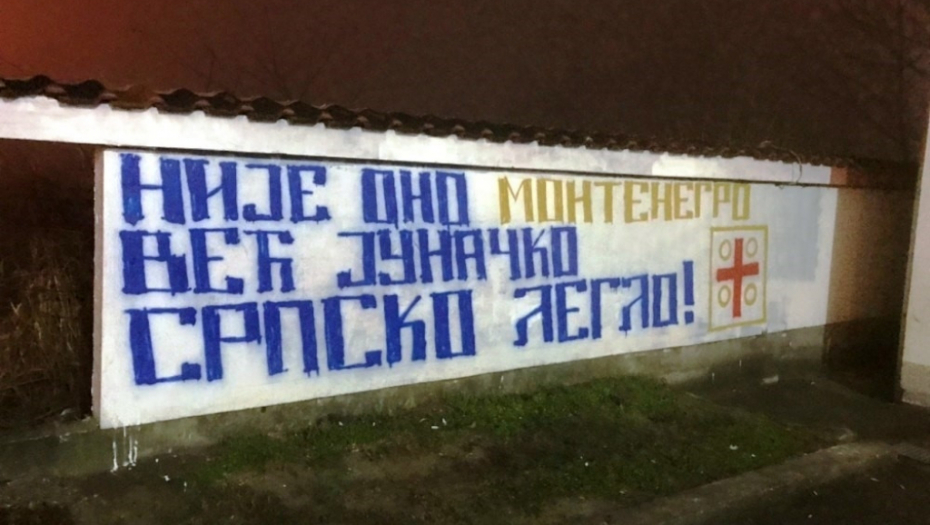 НИЈЕ ОНО МОНТЕНЕГРО
ВЕЋ ЈУНАЧКО
СРПСКО ЛЕГЛО!